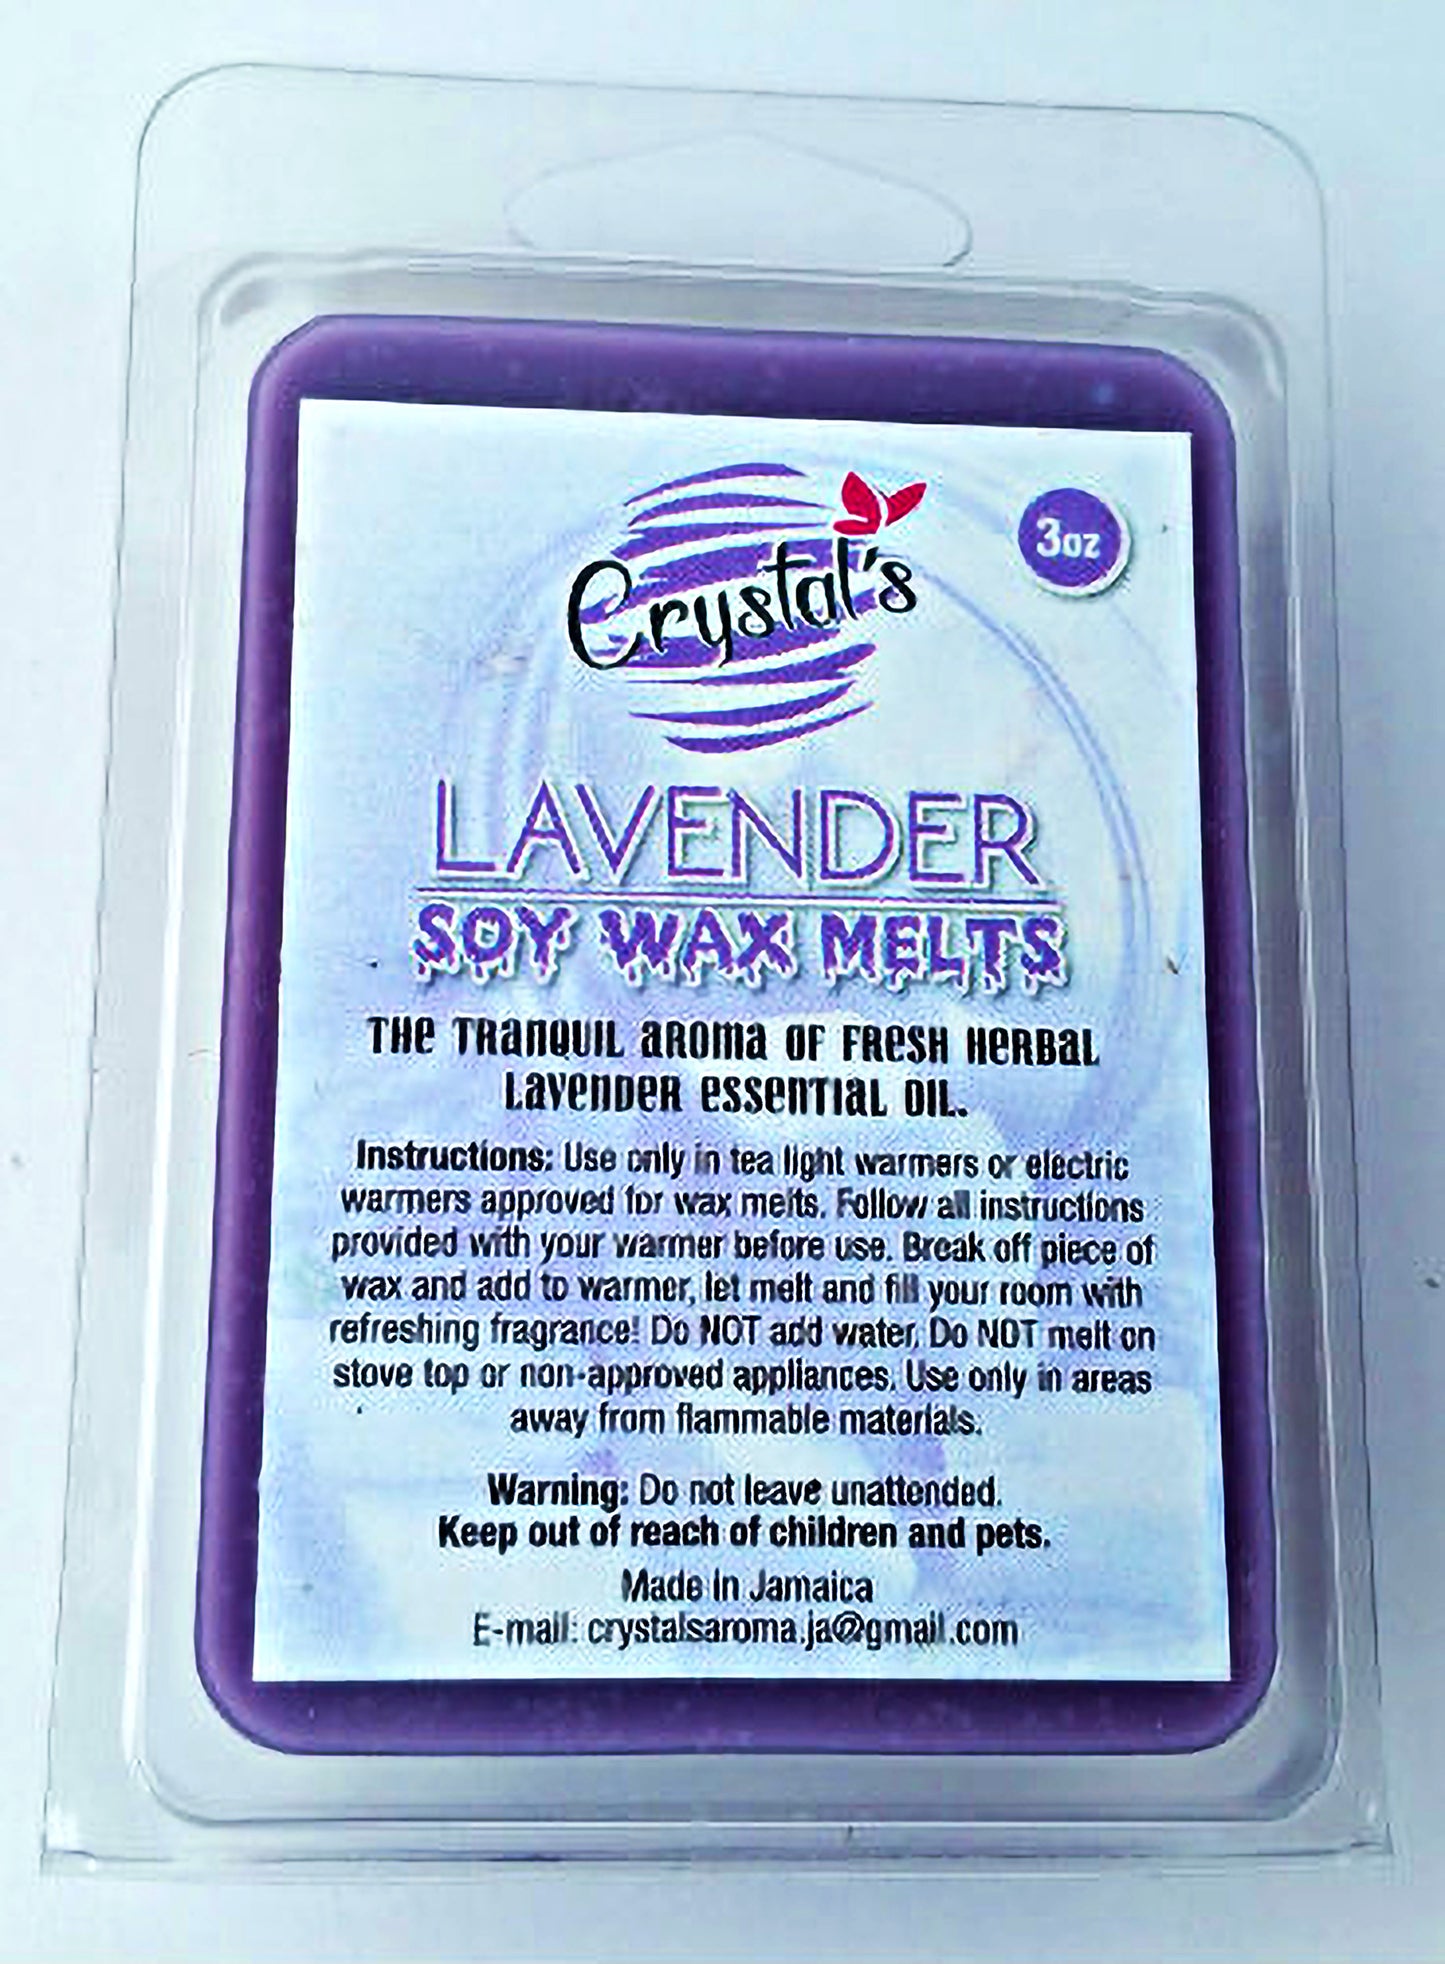 Crystal's
3oz
LAVENDER
SOY WAX MELTS
THE TRANQUIL AROMA OF FRESH HERBAL
LAVENDER ESSENTIAL OIL.
Instructions: Use only in tea light warmers or electric
warmers approved for wax melts. Follow all instructions
provided with your warmer before use. Break off piece of
wax and add to warmer, let melt and fill your room with
refreshing fragrance! Do NOT add water. Do NOT melt on
stove top or non-approved appliances. Use only in areas
away from flammable materials.
Warning: Do not leave unattended.
Keep out of reach of children and pets.
Made In Jamaica
E-mail: crystalsaroma.ja@gmail.com